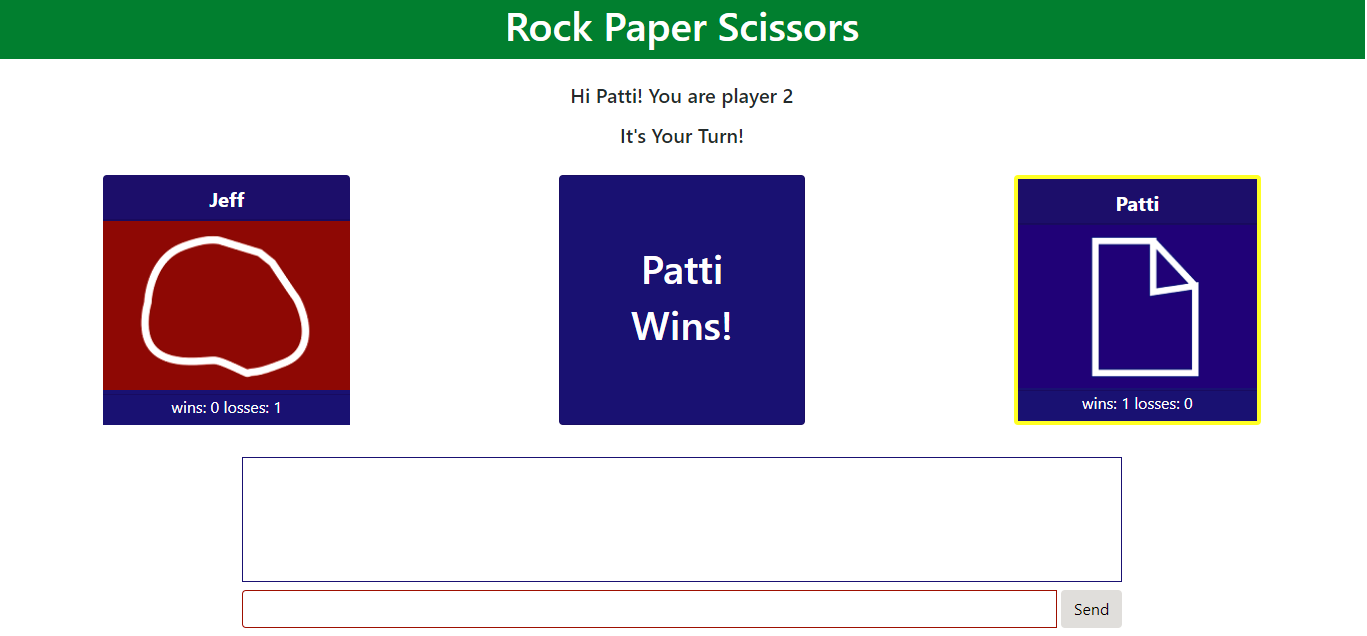 Rock Paper Scissors
Hi Patti! You are player 2
It's Your Turn!
Jeff
wins: 0 losses: 1
Patti
Wins!
Patti
wins: 1 losses: 0
Send